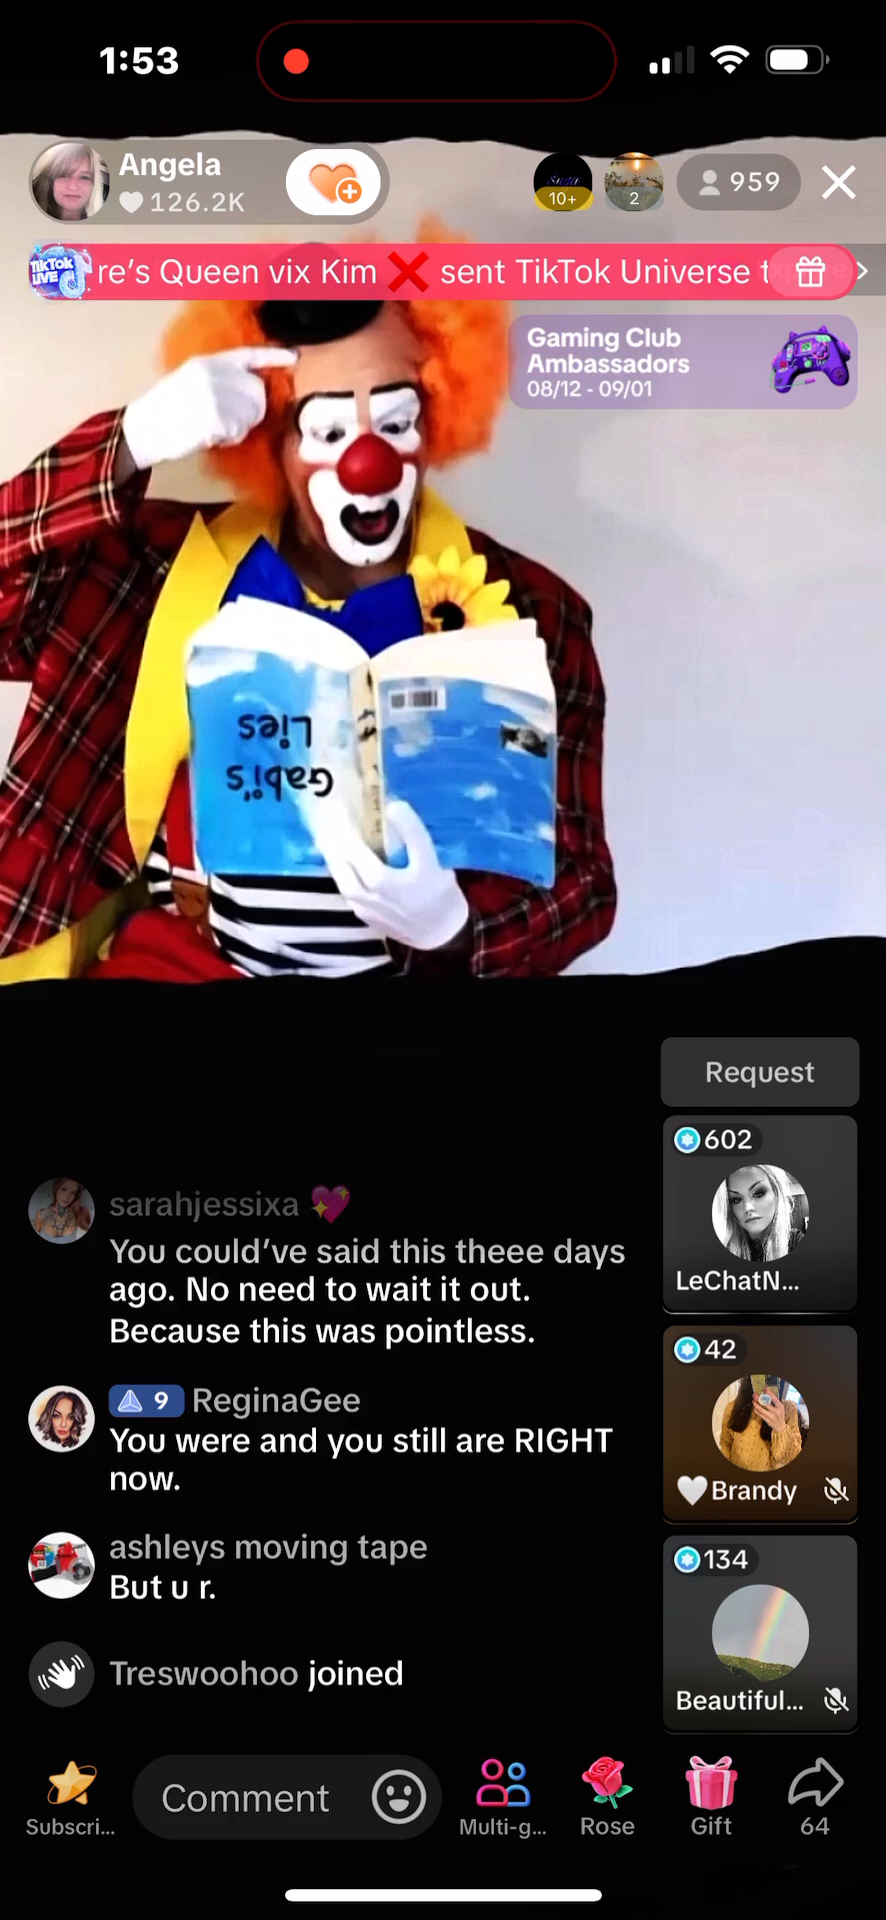 1:53
Angela
126.2K
10+
2
959
TikTok
LIVE
re's Queen vix Kim ❌ sent TikTok Universe t
Gaming Club
Ambassadors
08/12 - 09/01
Gabi's
Lies
Request
602
LeChatN...
sarahjessixa 💖
You could've said this theee days
ago. No need to wait it out.
Because this was pointless.
9 ReginaGee
You were and you still are RIGHT
now.
42
🤍Brandy
ashleys moving tape
But u r.
134
Beautiful...
Treswoohoo joined
Subscri...
Comment
Multi-g...
Rose
Gift
64